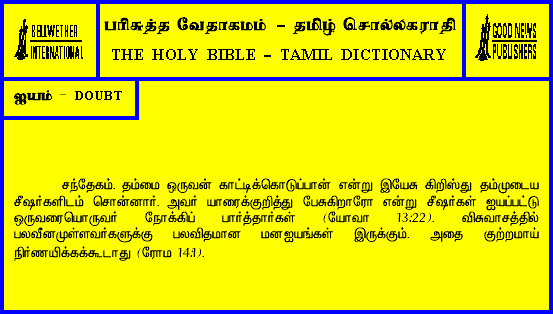 BELLWETHER
INTERNATIONAL
பரிசுத்த வேதாகமம் - தமிழ் சொல்லகராதி
THE HOLY BIBLE - TAMIL DICTIONARY
GOOD NEWS
PUBLISHERS
ஐயம் - DOUBT
சந்தேகம். தம்மை ஒருவன் காட்டிக்கொடுப்பான் என்று இயேசு கிறிஸ்து தம்முடைய
சீஷர்களிடம் சொன்னார். அவர் யாரைக்குறித்து பேசுகிறாரோ என்று சீஷர்கள் ஐயப்பட்டு
ஒருவரையொருவர் நோக்கிப் பார்த்தார்கள் (யோவா 13:22). விசுவாசத்தில்
பலவீனமுள்ளவர்களுக்கு பலவிதமான மனஐயங்கள் இருக்கும். அதை குற்றமாய்
நிர்ணயிக்கக்கூடாது (ரோம 14:1).